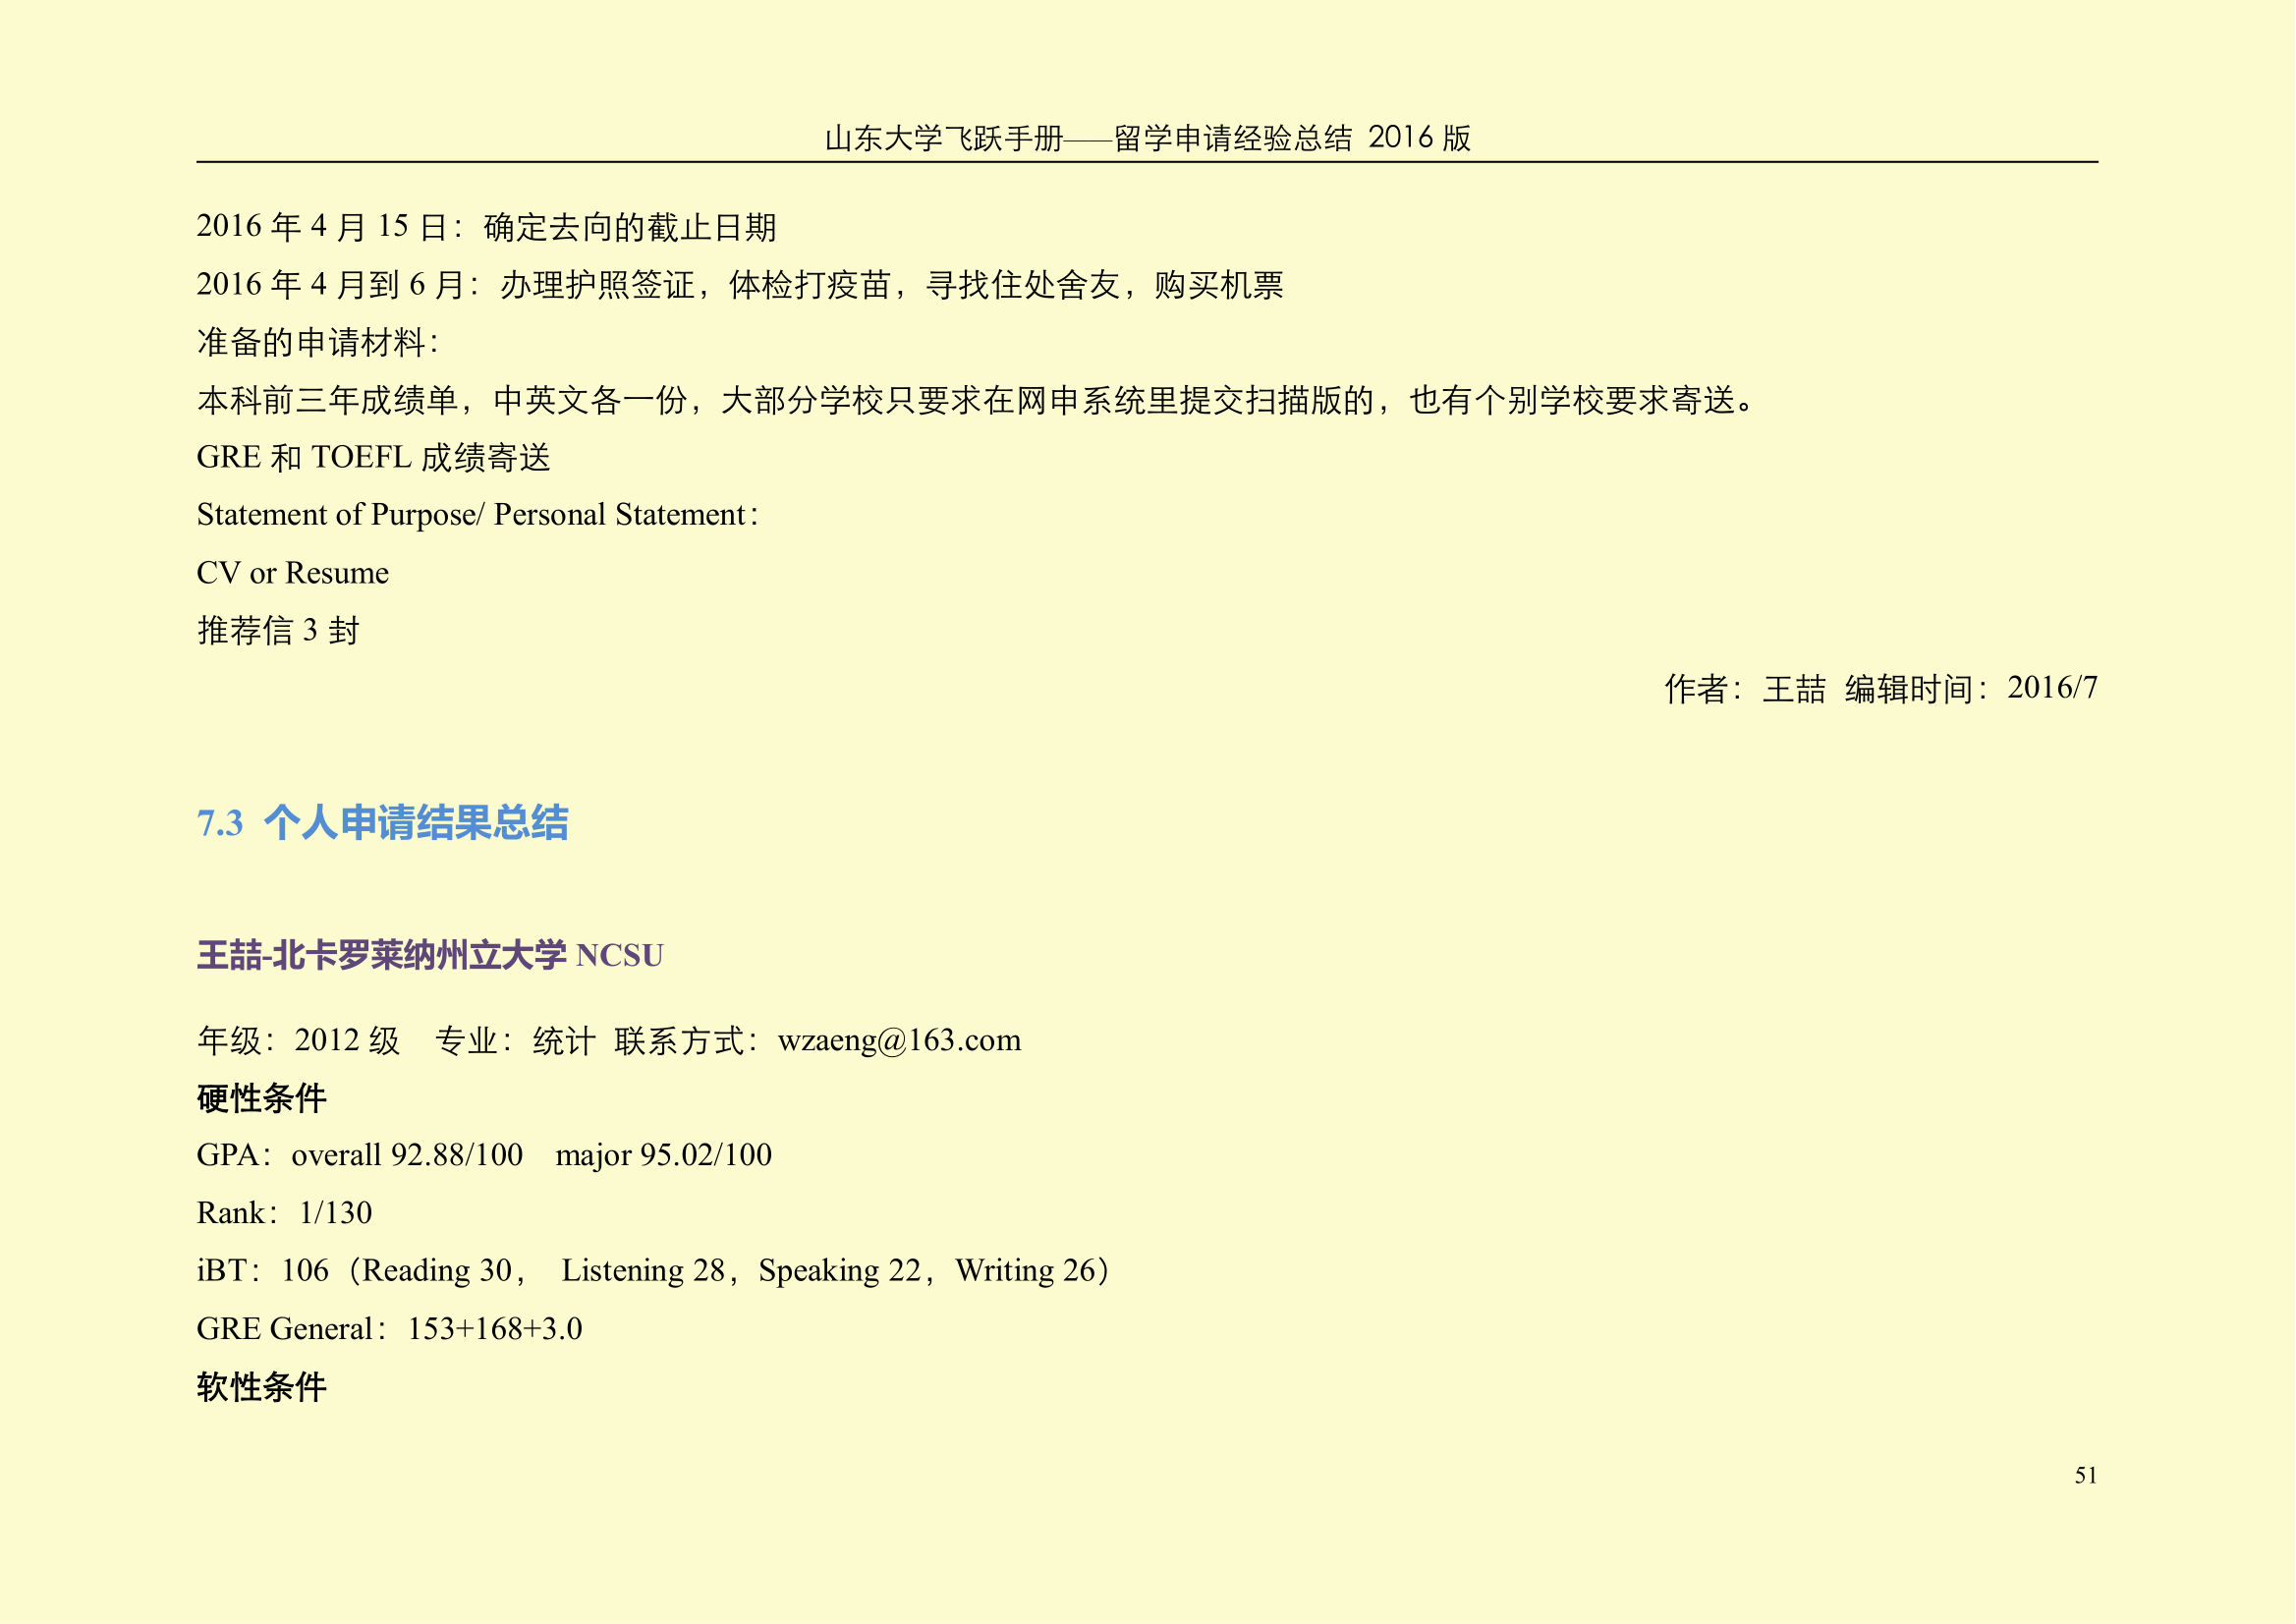 山东大学飞跃手册——留学申请经验总结 2016 版
2016 年 4 月 15 日：确定去向的截止日期
2016 年 4 月到 6 月：办理护照签证，体检打疫苗，寻找住处舍友，购买机票
准备的申请材料：
本科前三年成绩单，中英文各一份，大部分学校只要求在网申系统里提交扫描版的，也有个别学校要求寄送。
GRE 和 TOEFL 成绩寄送
Statement of Purpose/ Personal Statement：
CV or Resume
推荐信 3 封
作者：王喆 编辑时间：2016/7
7.3 个人申请结果总结
王喆-北卡罗莱纳州立大学 NCSU
年级：2012 级 专业：统计 联系方式：wzaeng@163.com
硬性条件
GPA：overall 92.88/100 major 95.02/100
Rank：1/130
iBT：106（Reading 30， Listening 28，Speaking 22，Writing 26）
GRE General：153+168+3.0
软性条件
51